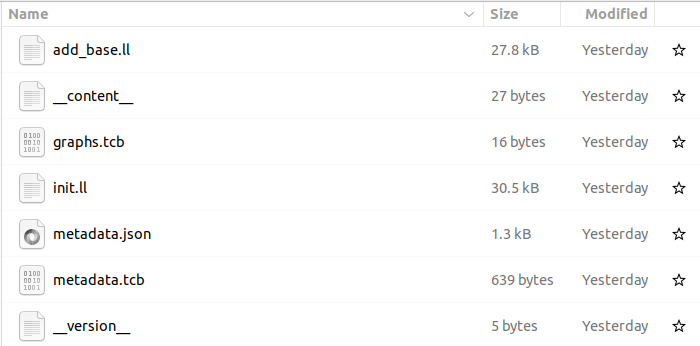 Name Size Modified
add_base.ll 27.8 kB Yesterday
__content__ 27 bytes Yesterday
graphs.tcb 16 bytes Yesterday
init.ll 30.5 kB Yesterday
metadata.json 1.3 kB Yesterday
metadata.tcb 639 bytes Yesterday
__version__ 5 bytes Yesterday